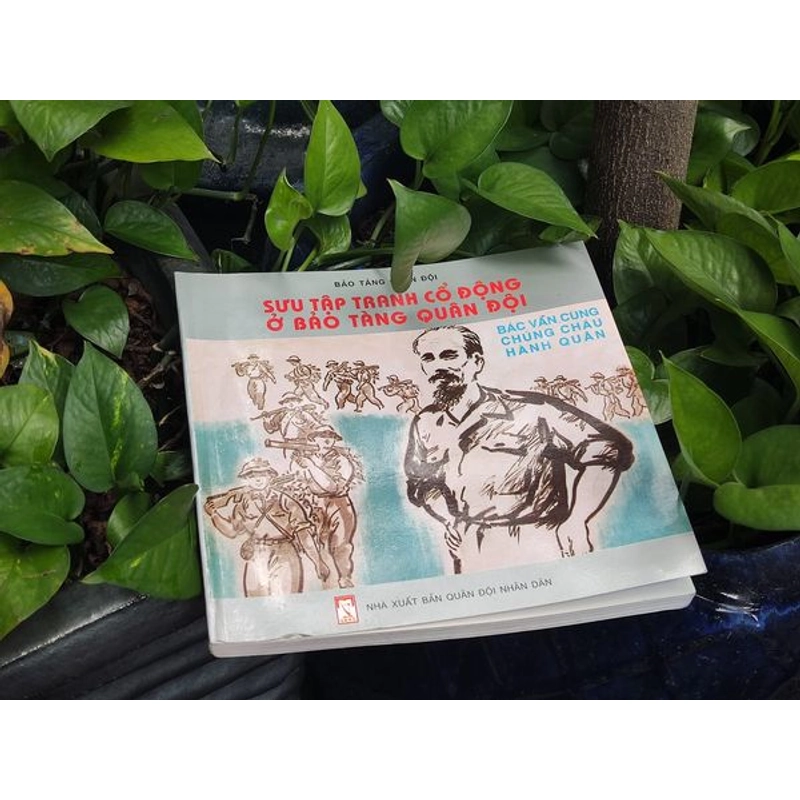 BẢO TÀNG ÂN ĐỘI
SƯU TẬP TRANH CỔ ĐỘNG
Ở BẢO TÀNG QUÂN ĐỘI
BÁC VẪN CÙNG
CHÚNG CHÁU
HÀNH QUÂN
NHÀ XUẤT BẢN QUÂN ĐỘI NHÂN DÂN